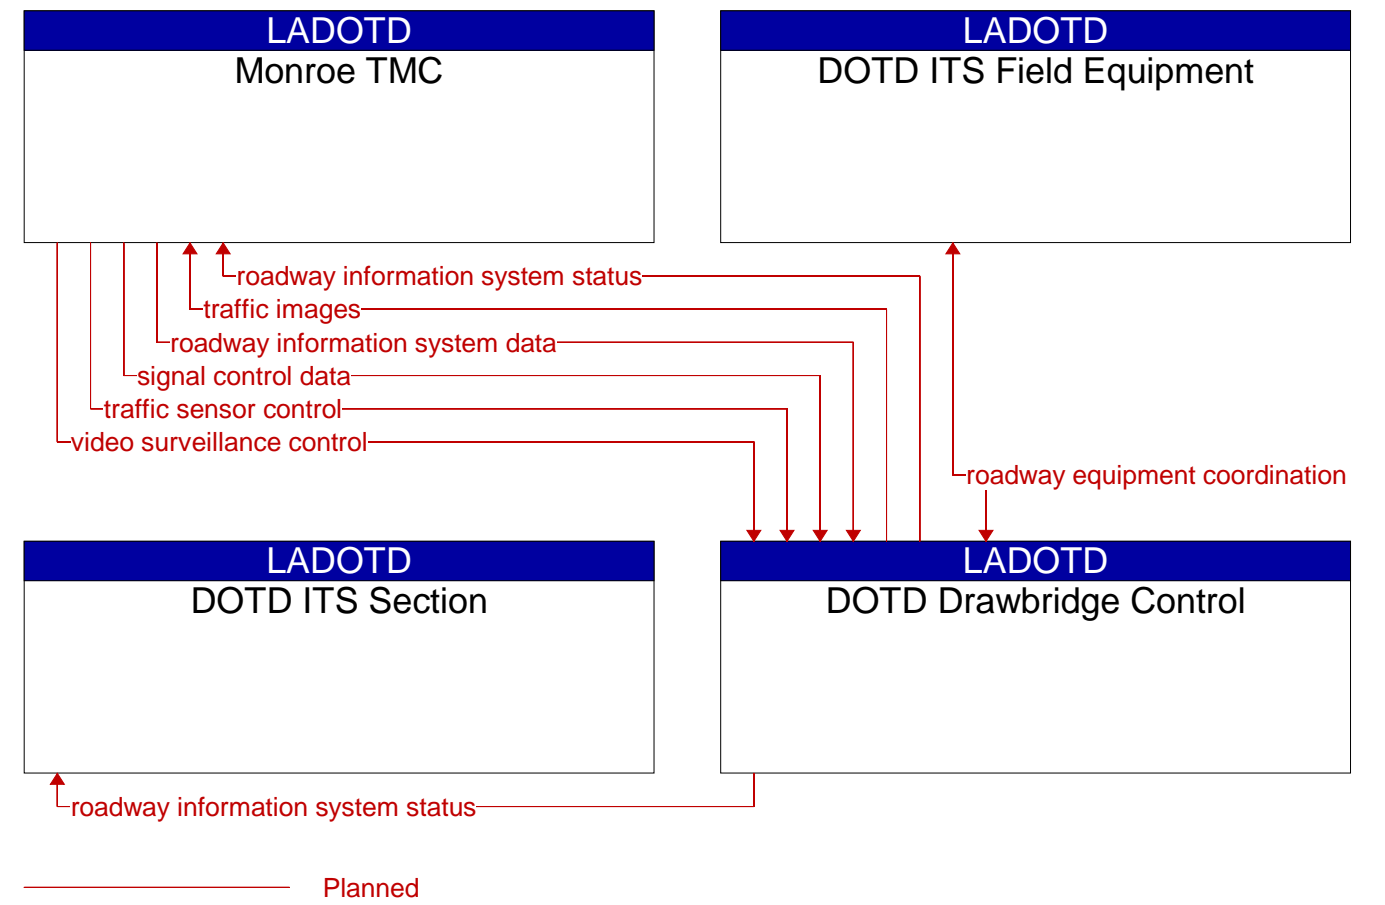 LADOTD
Monroe TMC
LADOTD
DOTD ITS Field Equipment
roadway information system status
traffic images
roadway information system data
signal control data
traffic sensor control
video surveillance control
roadway equipment coordination
LADOTD
DOTD ITS Section
LADOTD
DOTD Drawbridge Control
roadway information system status
Planned